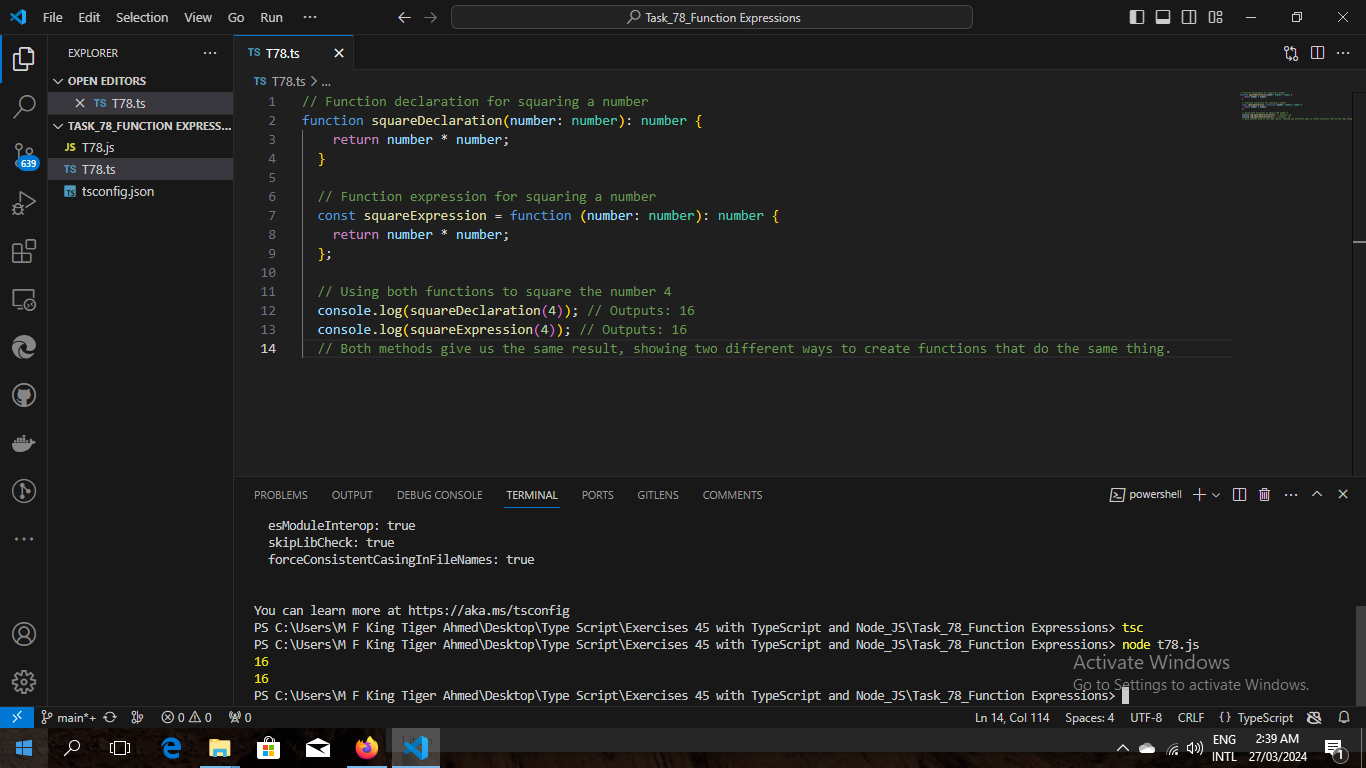 File Edit Selection View Go Run ··· Task_78_Function Expressions
EXPLORER ···
OPEN EDITORS
TS T78.ts
TASK_78_FUNCTION EXPRESS...
JS T78.js
TS T78.ts
TS tsconfig.json
639
TS T78.ts
TS T78.ts > ...
1 // Function declaration for squaring a number
2 function squareDeclaration(number: number): number {
3 return number * number;
4 }
5
6 // Function expression for squaring a number
7 const squareExpression = function (number: number): number {
8 return number * number;
9 };
10
11 // Using both functions to square the number 4
12 console.log(squareDeclaration(4)); // Outputs: 16
13 console.log(squareExpression(4)); // Outputs: 16
14 // Both methods give us the same result, showing two different ways to create functions that do the same thing.
PROBLEMS OUTPUT DEBUG CONSOLE TERMINAL PORTS GITLENS COMMENTS powershell
esModuleInterop: true
skipLibCheck: true
forceConsistentCasingInFileNames: true
You can learn more at https://aka.ms/tsconfig
PS C:\Users\M F King Tiger Ahmed\Desktop\Type Script\Exercises 45 with TypeScript and Node_JS\Task_78_Function Expressions> tsc
PS C:\Users\M F King Tiger Ahmed\Desktop\Type Script\Exercises 45 with TypeScript and Node_JS\Task_78_Function Expressions> node t78.js
16
16
PS C:\Users\M F King Tiger Ahmed\Desktop\Type Script\Exercises 45 with TypeScript and Node_JS\Task_78_Function Expressions>
Activate Windows
Go to Settings to activate Windows.
main*+ 0 0 0 Ln 14, Col 114 Spaces: 4 UTF-8 CRLF {} TypeScript
ENG 2:39 AM
INTL 27/03/2024 1